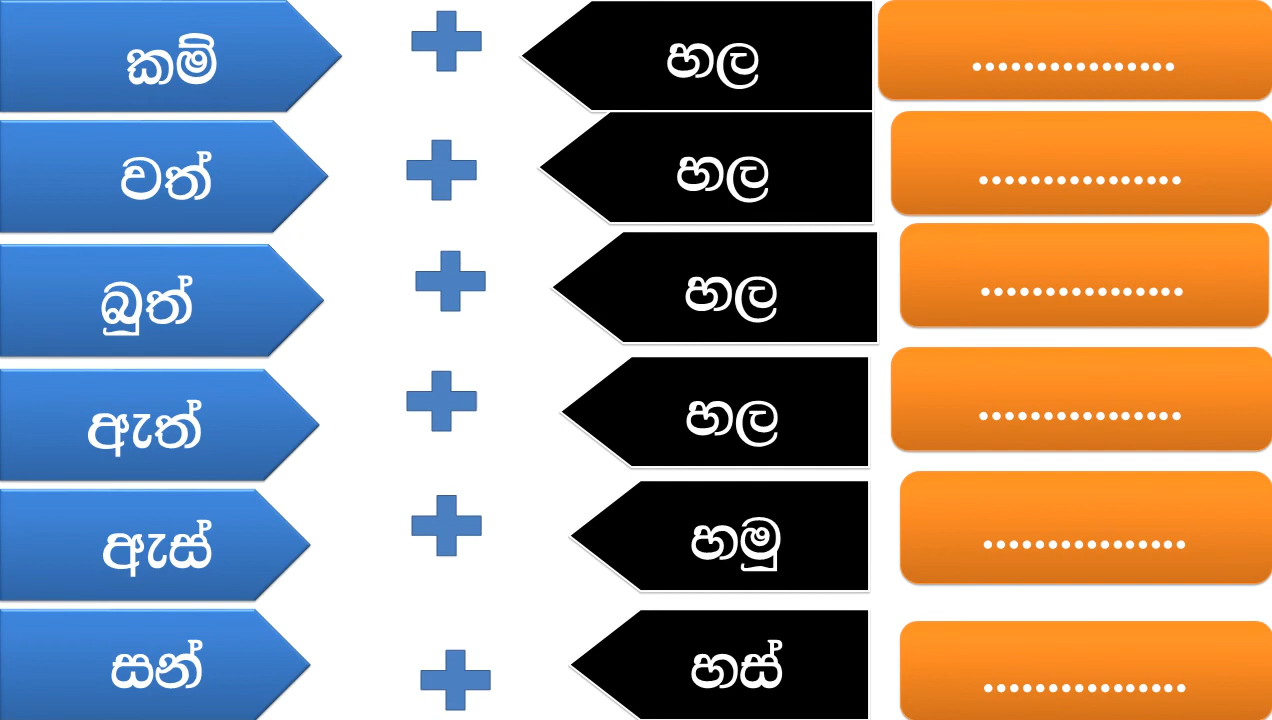 කම් + හල ................
වත් + හල ................
බුත් + හල ................
ඇත් + හල ................
ඇස් + හමු ................
සන් + හස් ................